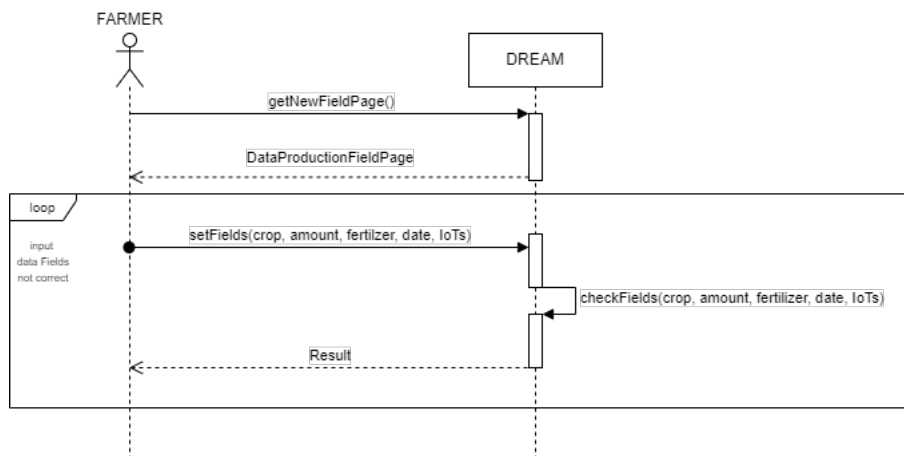 FARMER
DREAM
getNewFieldPage()
DataProductionFieldPage
loop
input
data Fields
not correct
setFields(crop, amount, fertilzer, date, IoTs)
checkFields(crop, amount, fertilizer, date, IoTs)
Result